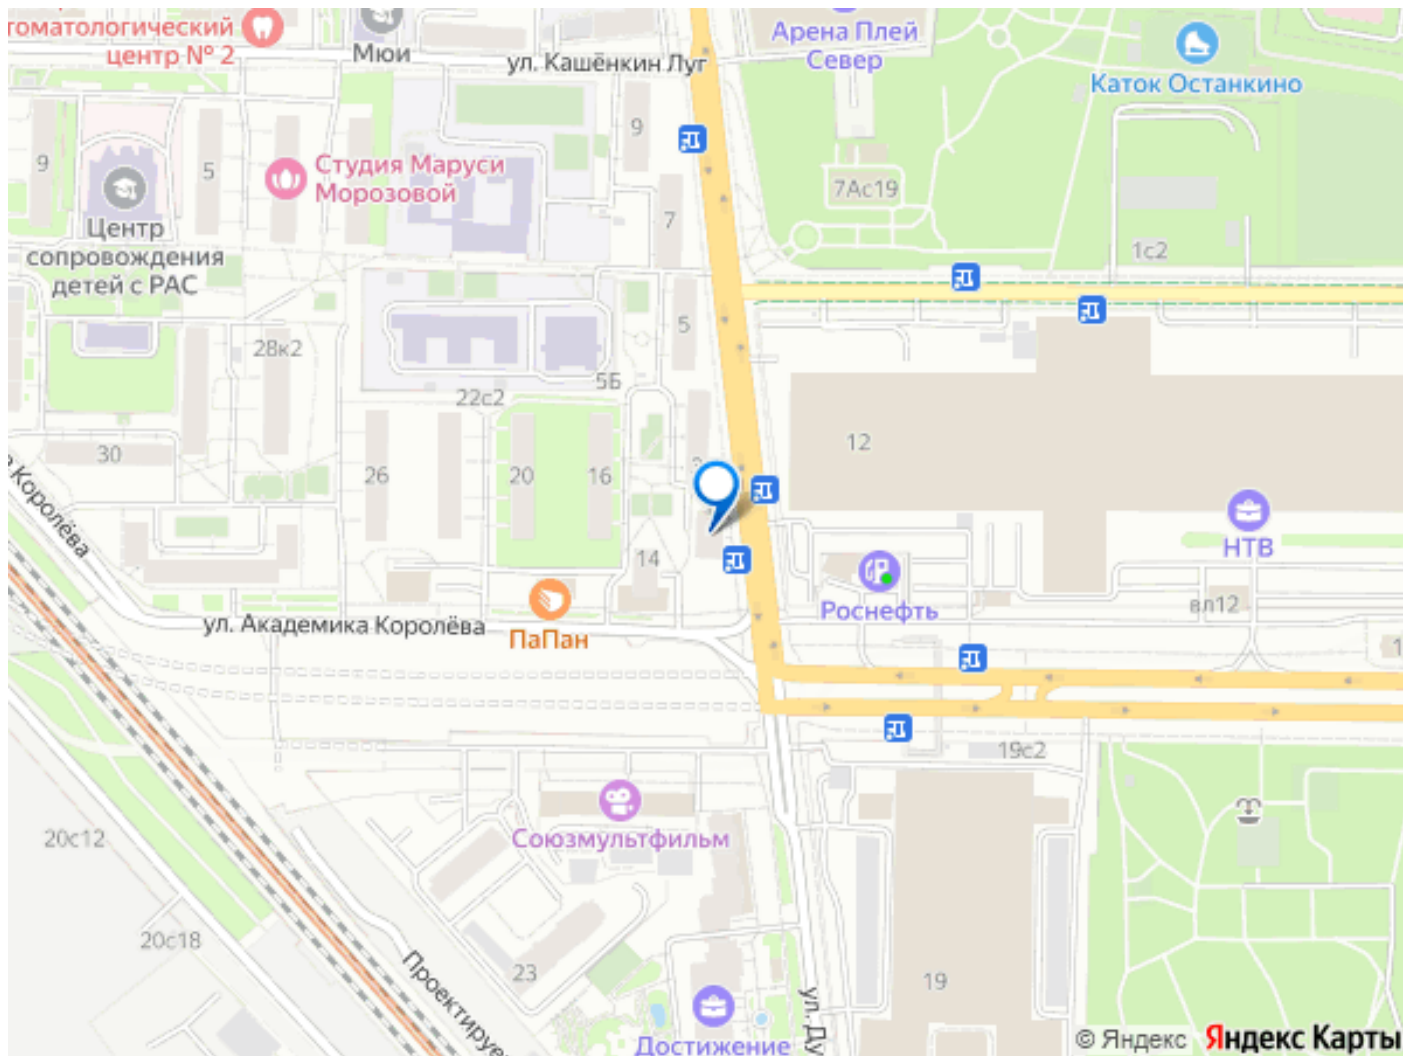 томатологический
центр № 2
Мюи
ул. Кашёнкин Луг
Арена Плей
Север
Каток Останкино
9
5
9
Студия Маруси
Морозовой
7
7Ас19
Центр
сопровождения
детей с РАС
1с2
5
28к2
5Б
22с2
30
26
20
16
12
НТВ
14
Роснефть
вл12
Королёва
ул. Академика Королёва
ПаПан
1
19с2
Союзмультфильм
20с12
20с18
23
Проектируе
19
ул. Ду
Достижение
© Яндекс Яндекс Карты